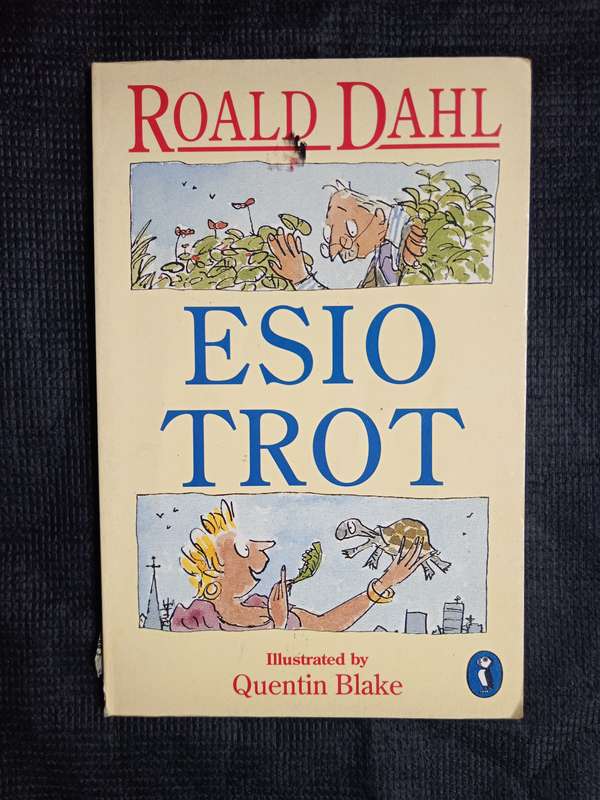 ROALD DAHL
ESIO
TROT
Illustrated by
Quentin Blake